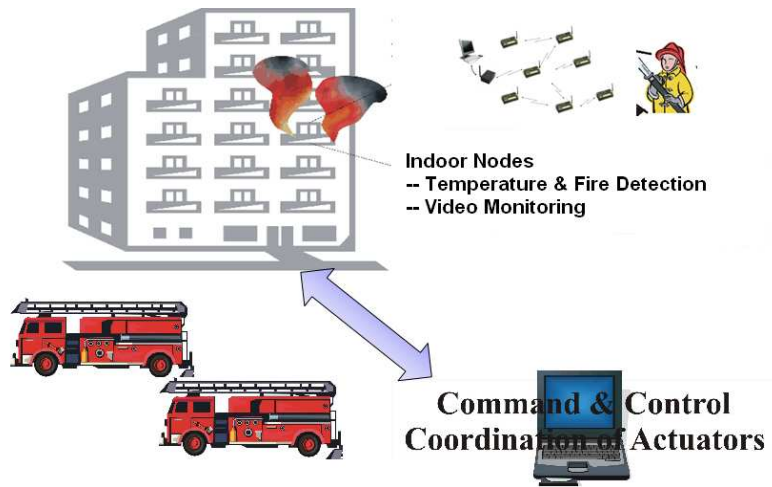 Indoor Nodes
-- Temperature & Fire Detection
-- Video Monitoring
Command & Control
Coordination of Actuators